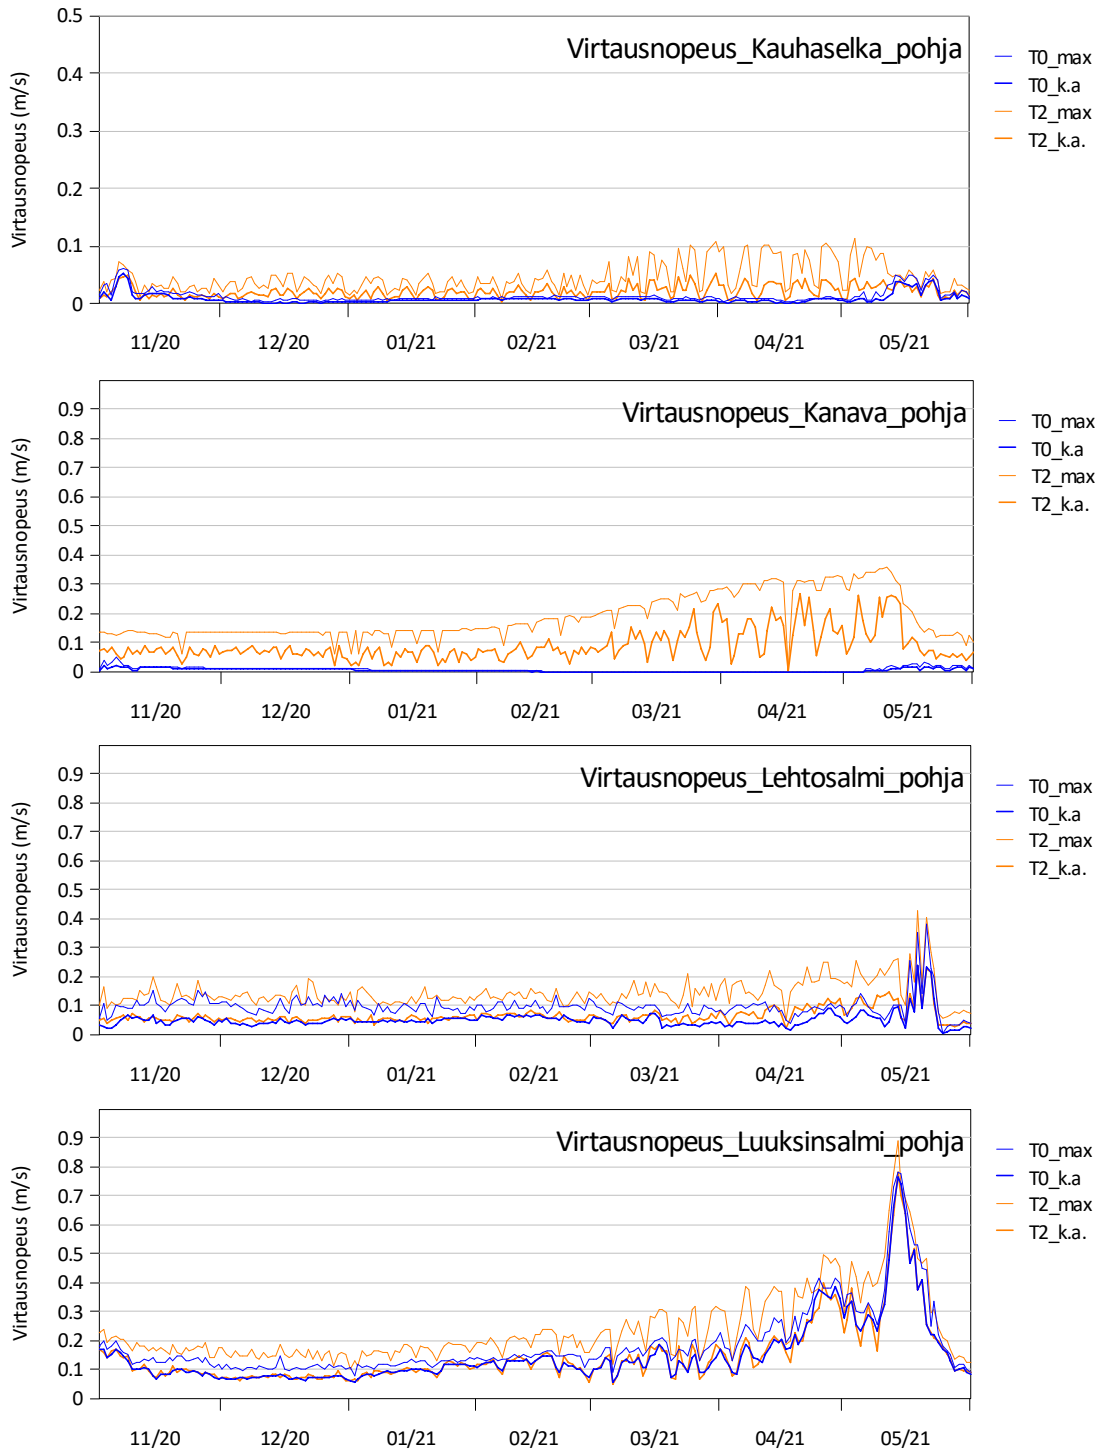 Virtausnopeus_Kauhaselka_pohja
Virtausnopeus (m/s)
0.5
0.4
0.3
0.2
0.1
0
11/20 12/20 01/21 02/21 03/21 04/21 05/21
T0_max
T0_k.a
T2_max
T2_k.a.
Virtausnopeus_Kanava_pohja
Virtausnopeus (m/s)
0.9
0.8
0.7
0.6
0.5
0.4
0.3
0.2
0.1
0
11/20 12/20 01/21 02/21 03/21 04/21 05/21
T0_max
T0_k.a
T2_max
T2_k.a.
Virtausnopeus_Lehtosalmi_pohja
Virtausnopeus (m/s)
0.9
0.8
0.7
0.6
0.5
0.4
0.3
0.2
0.1
0
11/20 12/20 01/21 02/21 03/21 04/21 05/21
T0_max
T0_k.a
T2_max
T2_k.a.
Virtausnopeus_Luuksinsalmi_pohja
Virtausnopeus (m/s)
0.9
0.8
0.7
0.6
0.5
0.4
0.3
0.2
0.1
0
11/20 12/20 01/21 02/21 03/21 04/21 05/21
T0_max
T0_k.a
T2_max
T2_k.a.